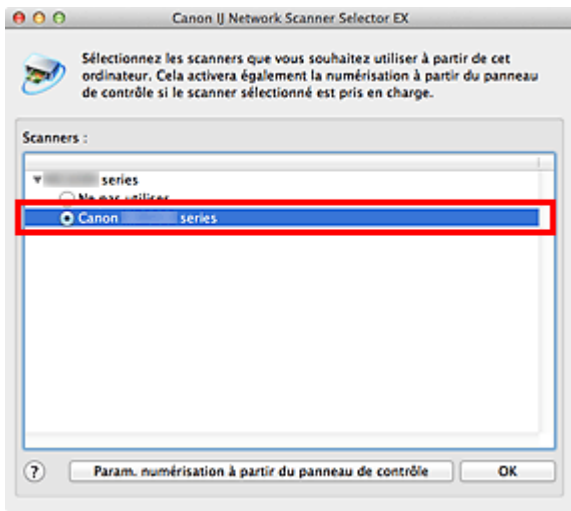 Canon IJ Network Scanner Selector EX
Sélectionnez les scanners que vous souhaitez utiliser à partir de cet
ordinateur. Cela activera également la numérisation à partir du panneau
de contrôle si le scanner sélectionné est pris en charge.
Scanners :
series
Ne pas utiliser
Canon series
? Param. numérisation à partir du panneau de contrôle OK